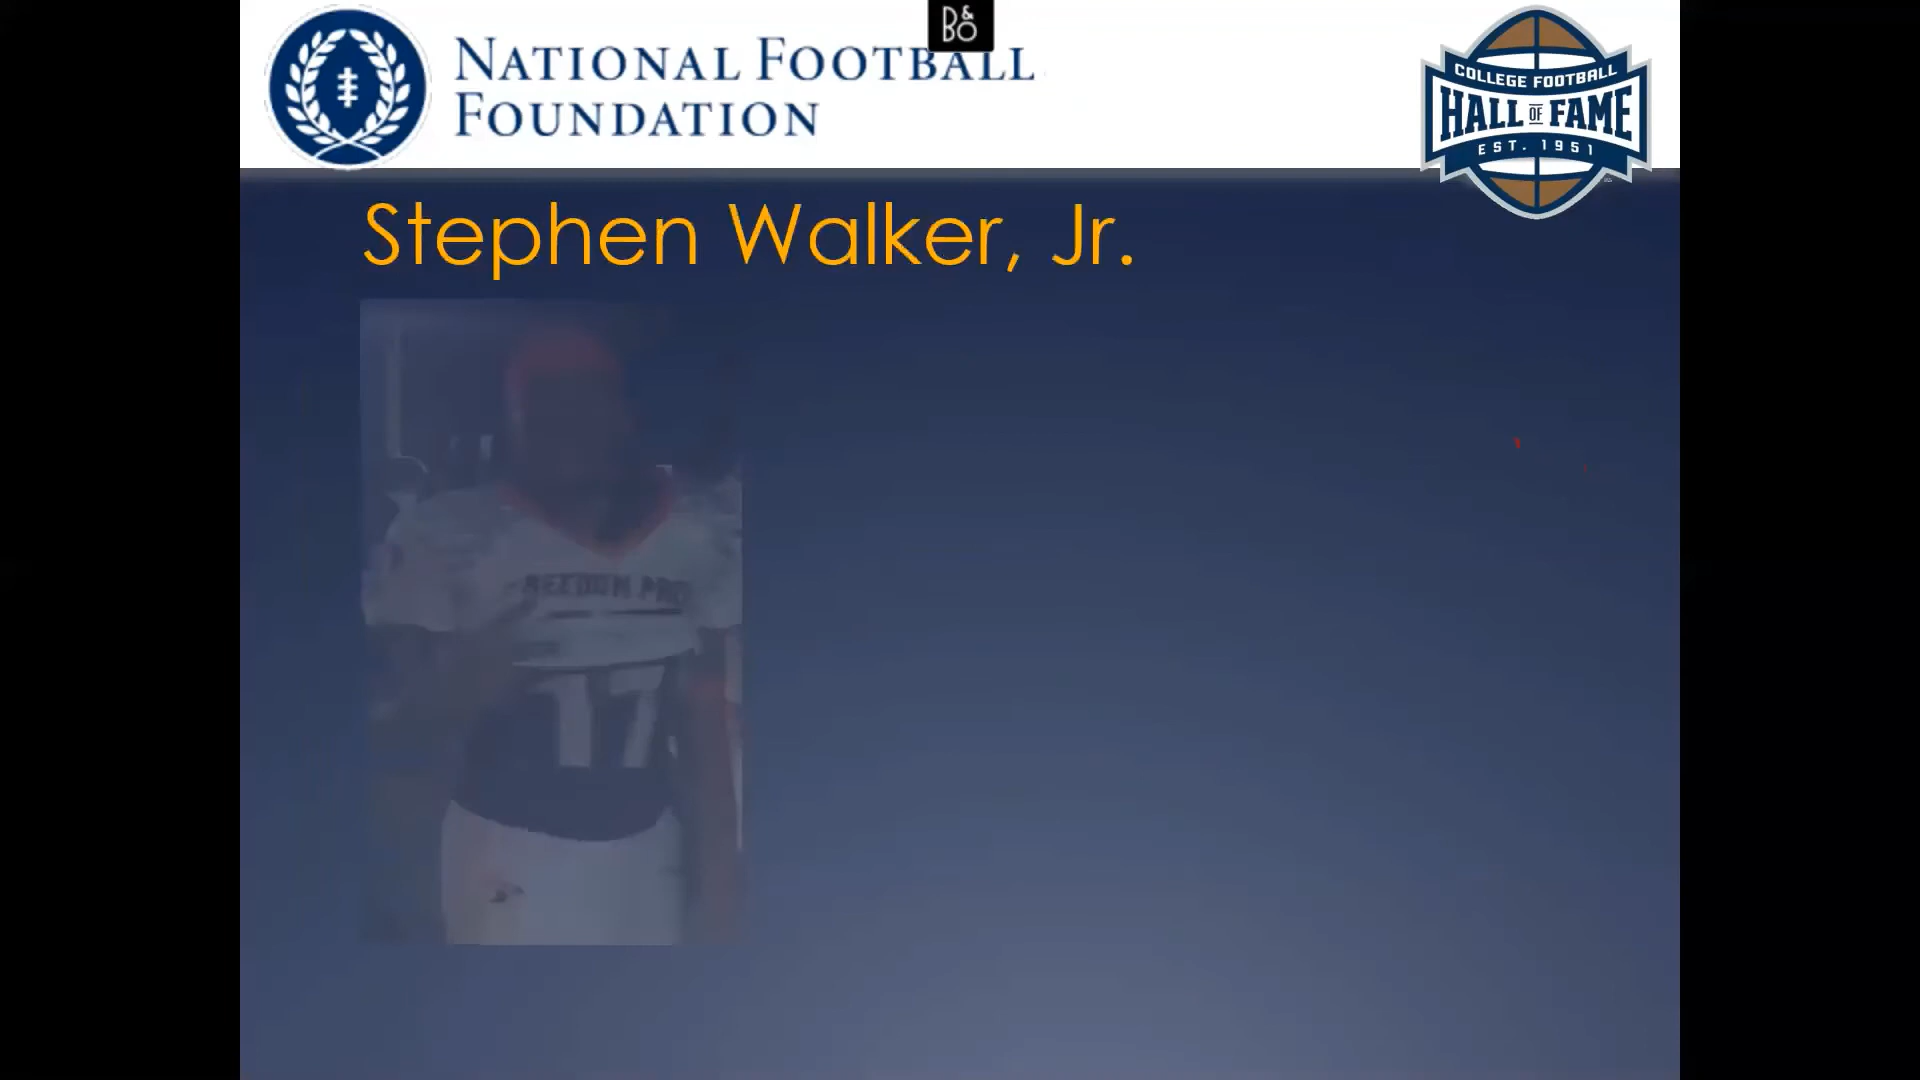 NATIONAL FOOTBALL
FOUNDATION
B&O
COLLEGE FOOTBALL
HALL OF FAME
EST. 1951
Stephen Walker, Jr.
17